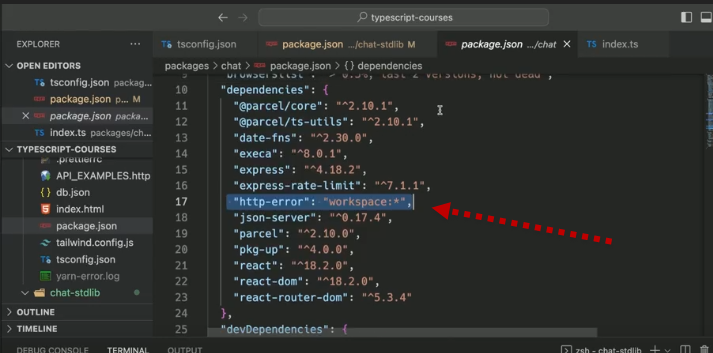 typescript-courses
EXPLORER
OPEN EDITORS
tsconfig.json packag...
package.json p... M
package.json packa...
index.ts packages/ch...
TYPESCRIPT-COURSES
.prettierrc
API_EXAMPLES.http
db.json
index.html
package.json
tailwind.config.js
tsconfig.json
yarn-error.log
chat-stdlib
OUTLINE
TIMELINE
tsconfig.json package.json .../chat-stdlib M package.json .../chat index.ts
packages > chat > package.json > { } dependencies
9 "browserslist": "> 0.5%, last 2 versions, not dead",
10 "dependencies": {
11 "@parcel/core": "^2.10.1",
12 "@parcel/ts-utils": "^2.10.1",
13 "date-fns": "^2.30.0",
14 "execa": "^8.0.1",
15 "express": "^4.18.2",
16 "express-rate-limit": "^7.1.1",
17 "http-error": "workspace:*",
18 "json-server": "^0.17.4",
19 "parcel": "^2.10.0",
20 "pkg-up": "^4.0.0",
21 "react": "^18.2.0",
22 "react-dom": "^18.2.0",
23 "react-router-dom": "^5.3.4"
24 },
25 "devDependencies": {
DEBUG CONSOLE TERMINAL OUTPUT zsh - chat-stdlib